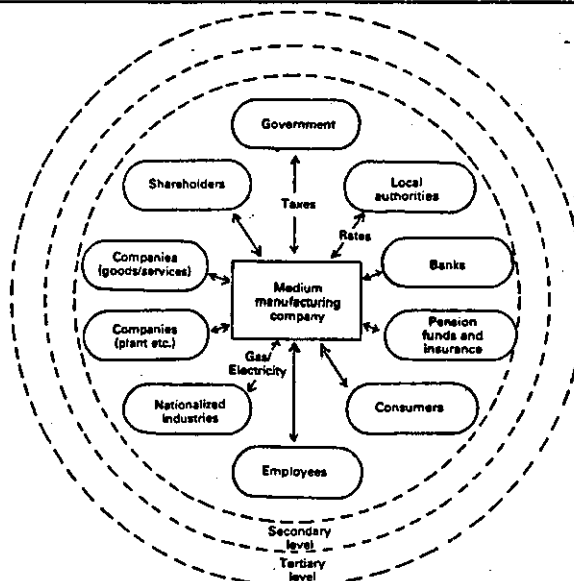 Government
Shareholders
Local
authorities
Taxes
Rates
Companies
(goods/services)
Banks
Medium
manufacturing
company
Companies
(plant etc.)
Pension
funds and
insurance
Gas/
Electricity
Nationalized
industries
Consumers
Employees
Secondary
level
Tertiary
level